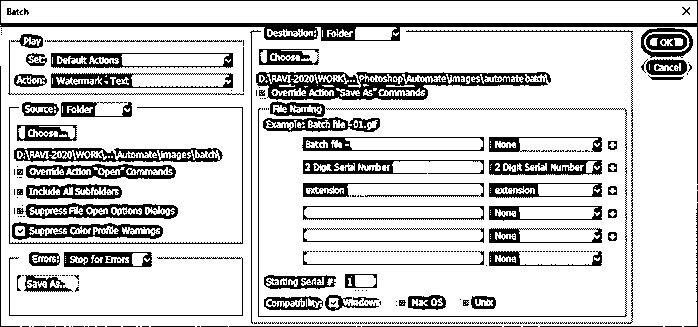 Batch
Play
Set: Default Actions
Action: Watermark - Text
Source: Folder
Choose...
D:\RAVI-2020\WORK\...\Automate\images\batch\
Override Action "Open" Commands
Include All Subfolders
Suppress File Open Options Dialogs
Suppress Color Profile Warnings
Errors: Stop for Errors
Save As...
Destination: Folder
Choose...
D:\RAVI-2020\WORK\...\Photoshop\Automate\images\automate batch\
Override Action "Save As" Commands
File Naming
Example: Batch file -01.gif
Batch file - None
2 Digit Serial Number 2 Digit Serial Number
extension extension
None
None
None
Starting Serial #: 1
Compatibility: Windows Mac OS Unix
OK
Cancel